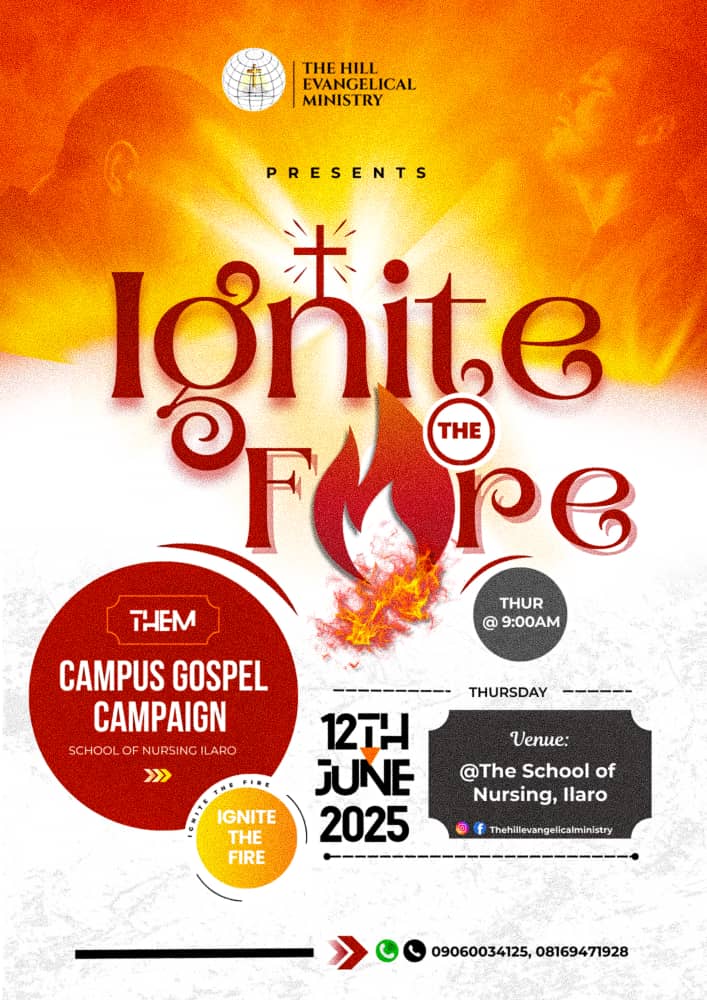 THE HILL
EVANGELICAL
MINISTRY
PRESENTS
Ignite
THE
Fire
THEM
CAMPUS GOSPEL
CAMPAIGN
SCHOOL OF NURSING ILARO
IGNITE THE FIRE
IGNITE
THE
FIRE
THUR
@ 9:00AM
THURSDAY
12TH
JUNE
2025
Venue:
@The School of
Nursing, Ilaro
Thehillevangelicalministry
09060034125, 08169471928